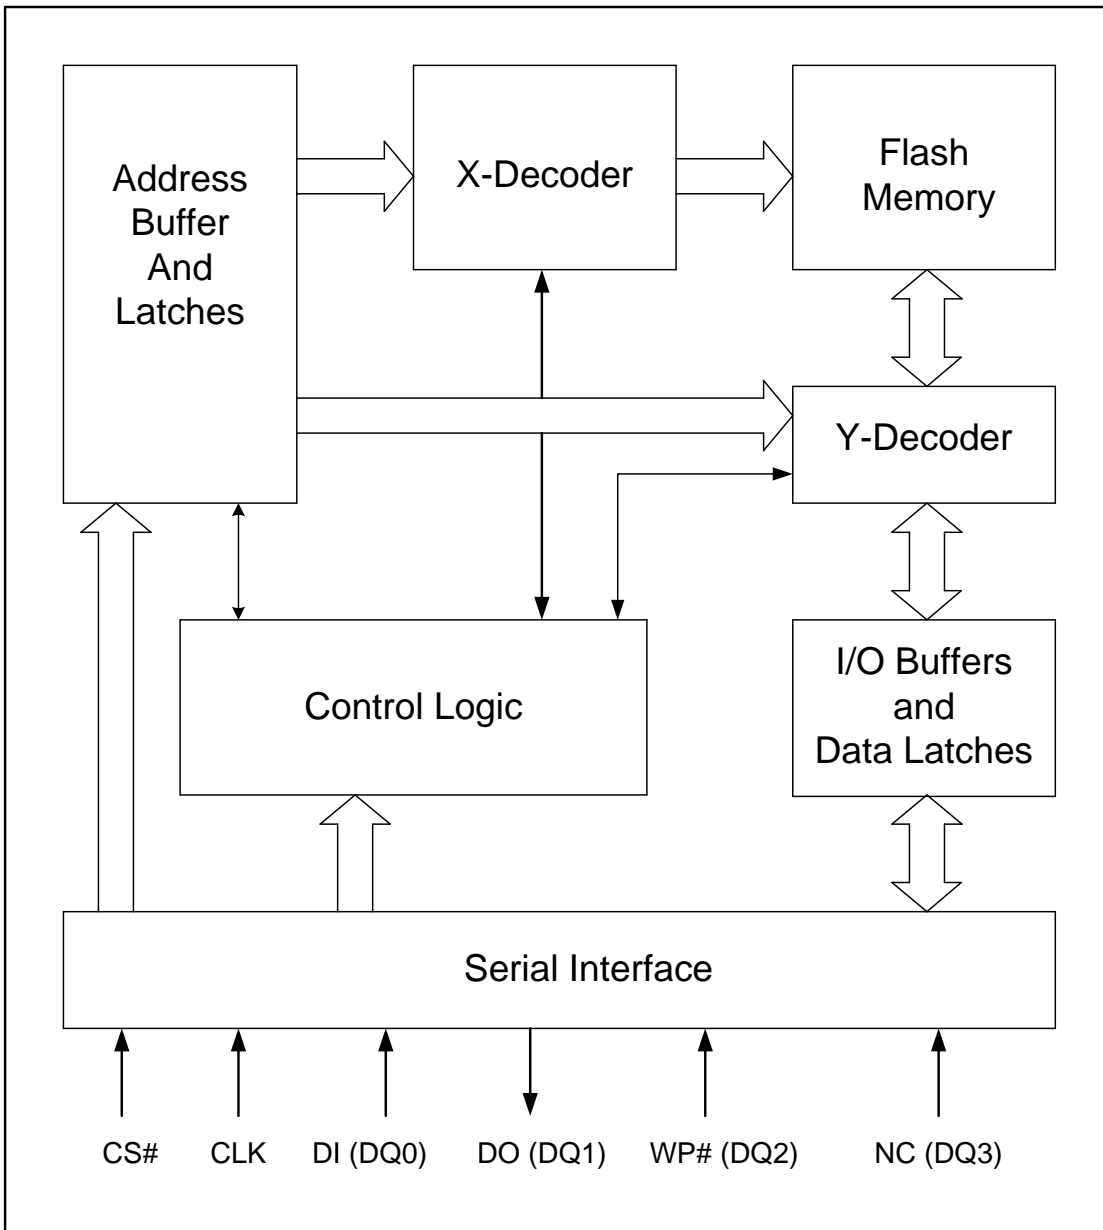 Address
Buffer
And
Latches
X-Decoder
Flash
Memory
Y-Decoder
Control Logic
I/O Buffers
and
Data Latches
Serial Interface
CS# CLK DI (DQ0) DO (DQ1) WP# (DQ2) NC (DQ3)